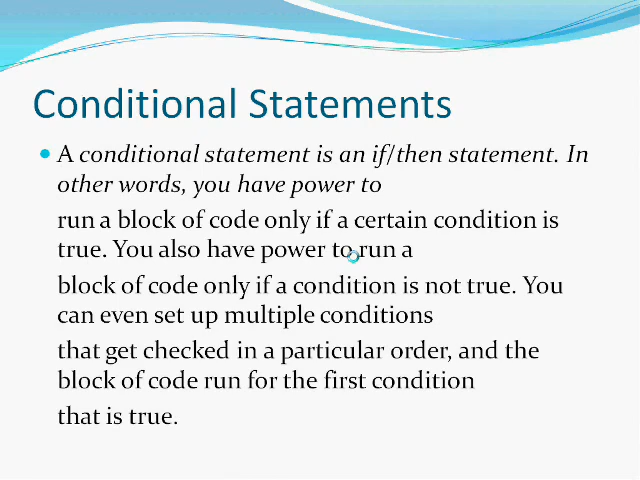 Conditional Statements
A conditional statement is an if/then statement. In
other words, you have power to
run a block of code only if a certain condition is
true. You also have power to run a
block of code only if a condition is not true. You
can even set up multiple conditions
that get checked in a particular order, and the
block of code run for the first condition
that is true.